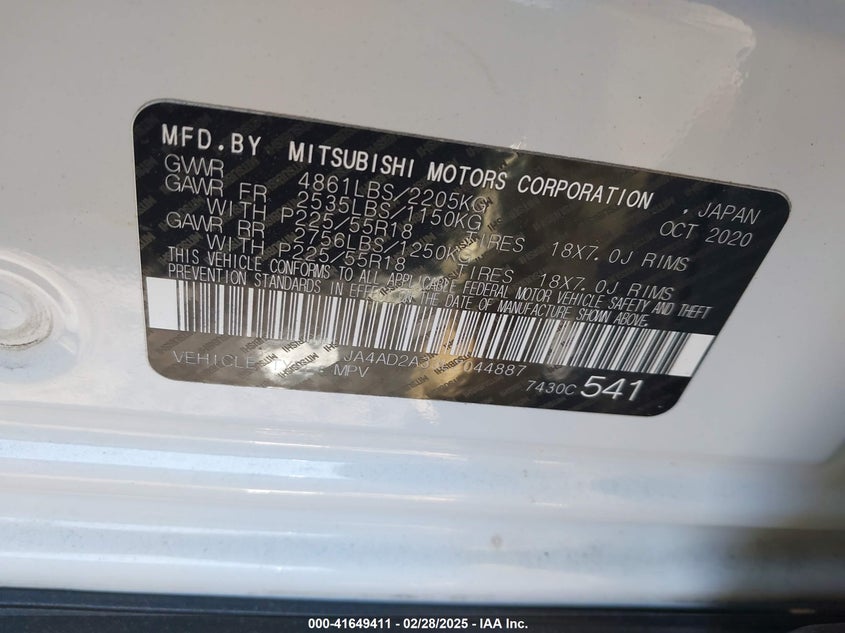 MFD.BY MITSUBISHI MOTORS CORPORATION , JAPAN
GVWR 4861LBS/2205KG OCT 2020
GAWR FR 2535LBS/1150KG
WITH P225/55R18 TIRES 18X7.0J RIMS
GAWR RR 2756LBS/1250KG
WITH P225/55R18 TIRES 18X7.0J RIMS
THIS VEHICLE CONFORMS TO ALL APPLICABLE FEDERAL MOTOR VEHICLE SAFETY AND THEFT
PREVENTION STANDARDS IN EFFECT ON THE DATE OF MANUFACTURE SHOWN ABOVE.
VEHICLE 044887
MPV 7430C 541
000-41649411 - 02/28/2025 - IAA Inc.